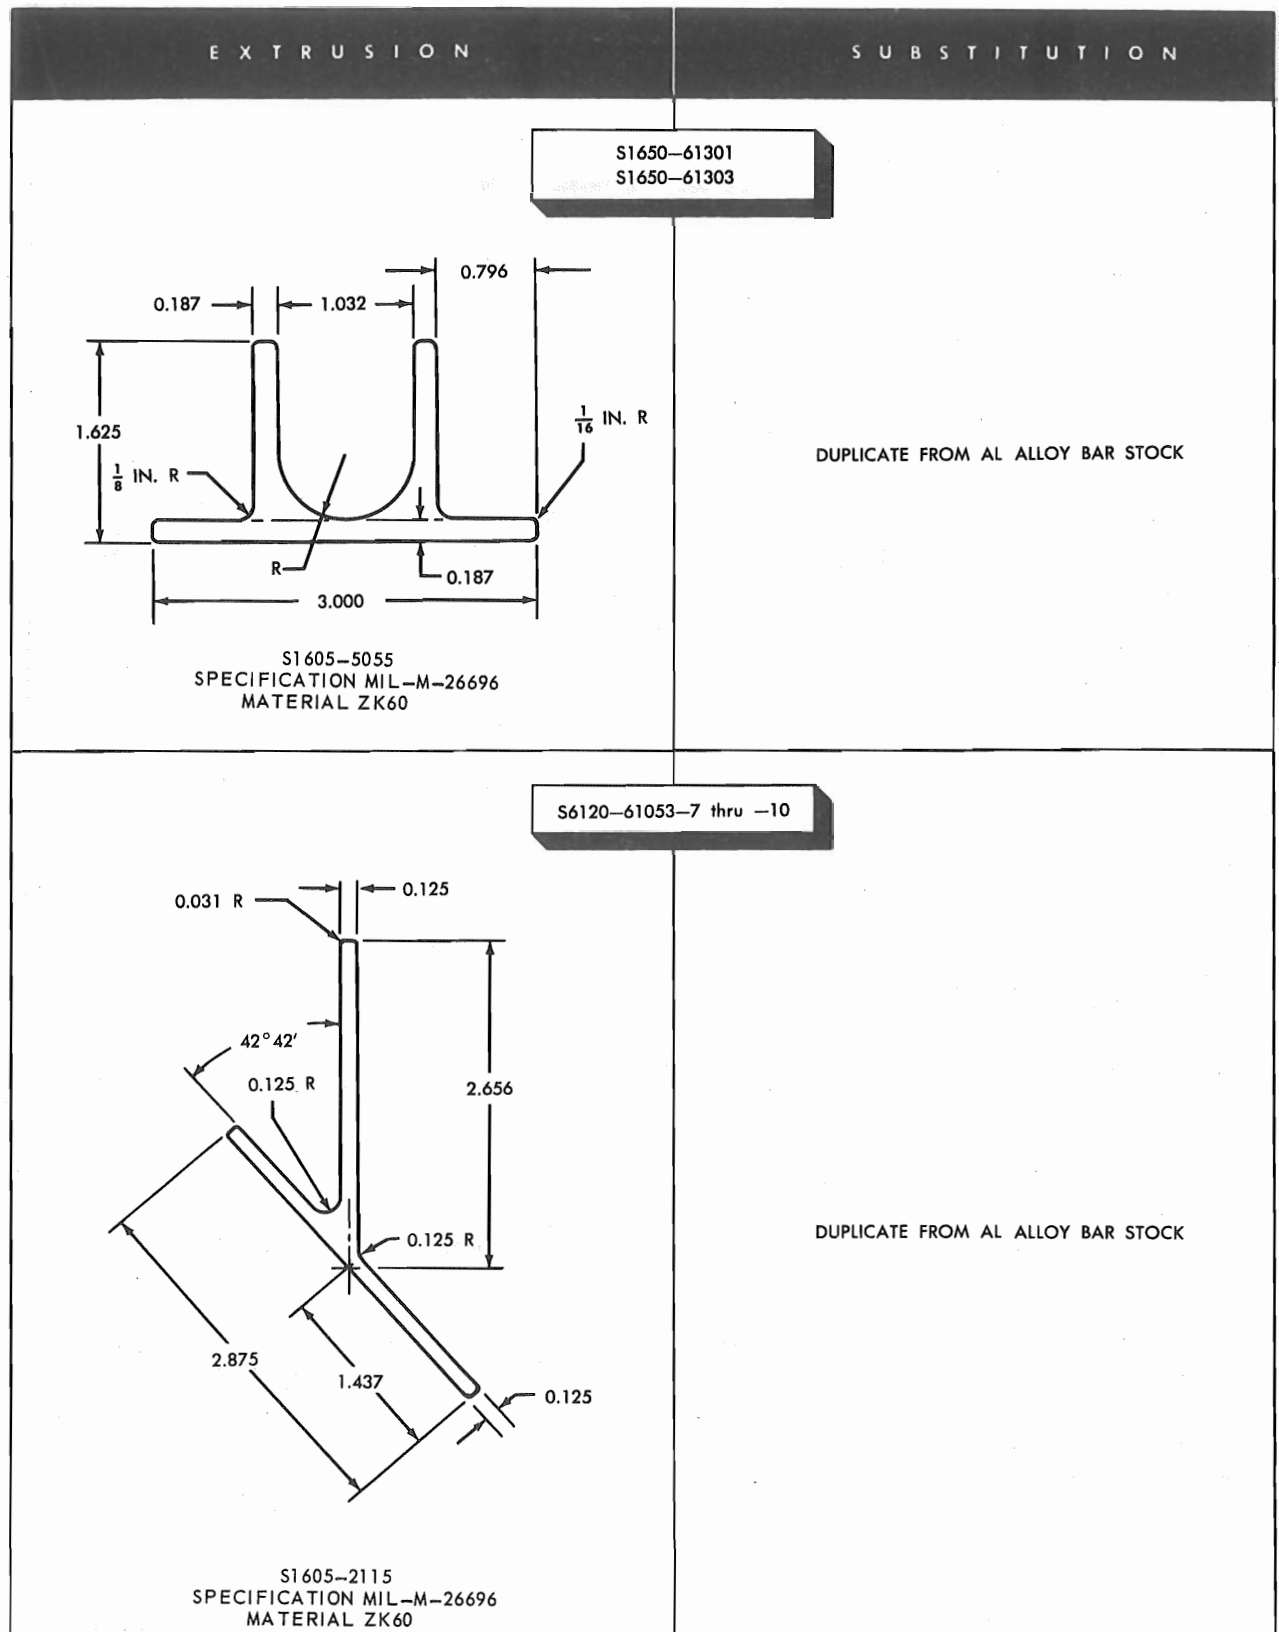 EXTRUSION
SUBSTITUTION
S1650–61301
S1650–61303
0.796
0.187
1.032
1.625
1/8 IN. R
1/16 IN. R
DUPLICATE FROM AL ALLOY BAR STOCK
R
0.187
3.000
S1605–5055
SPECIFICATION MIL–M–26696
MATERIAL ZK60
S6120–61053–7 thru –10
0.125
0.031 R
42°42'
0.125 R
2.656
0.125 R
DUPLICATE FROM AL ALLOY BAR STOCK
2.875
1.437
0.125
S1605–2115
SPECIFICATION MIL–M–26696
MATERIAL ZK60